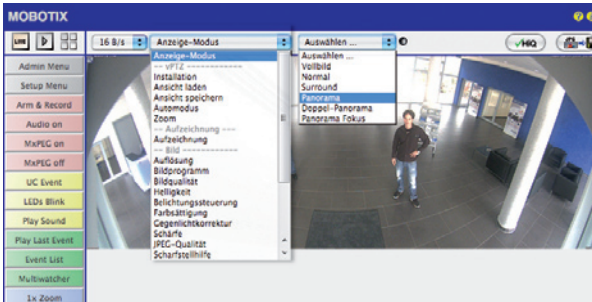 MOBOTIX
LIVE
16 B/s
Anzeige-Modus
Auswählen ...
HQ
Admin Menu
Setup Menu
Arm & Record
Audio on
MxPEG on
MxPEG off
UC Event
LEDs Blink
Play Sound
Play Last Event
Event List
Multiwatcher
1x Zoom
Anzeige-Modus
-- vPTZ ------------
Installation
Ansicht laden
Ansicht speichern
Automodus
Zoom
-- Aufzeichnung ---
Aufzeichnung
-- Bild ------------
Auflösung
Bildprogramm
Bildqualität
Helligkeit
Belichtungssteuerung
Farbsättigung
Gegenlichtkorrektur
Schärfe
JPEG-Qualität
Scharfstellhilfe
Auswählen ...
Vollbild
Normal
Surround
Panorama
Doppel-Panorama
Panorama Fokus